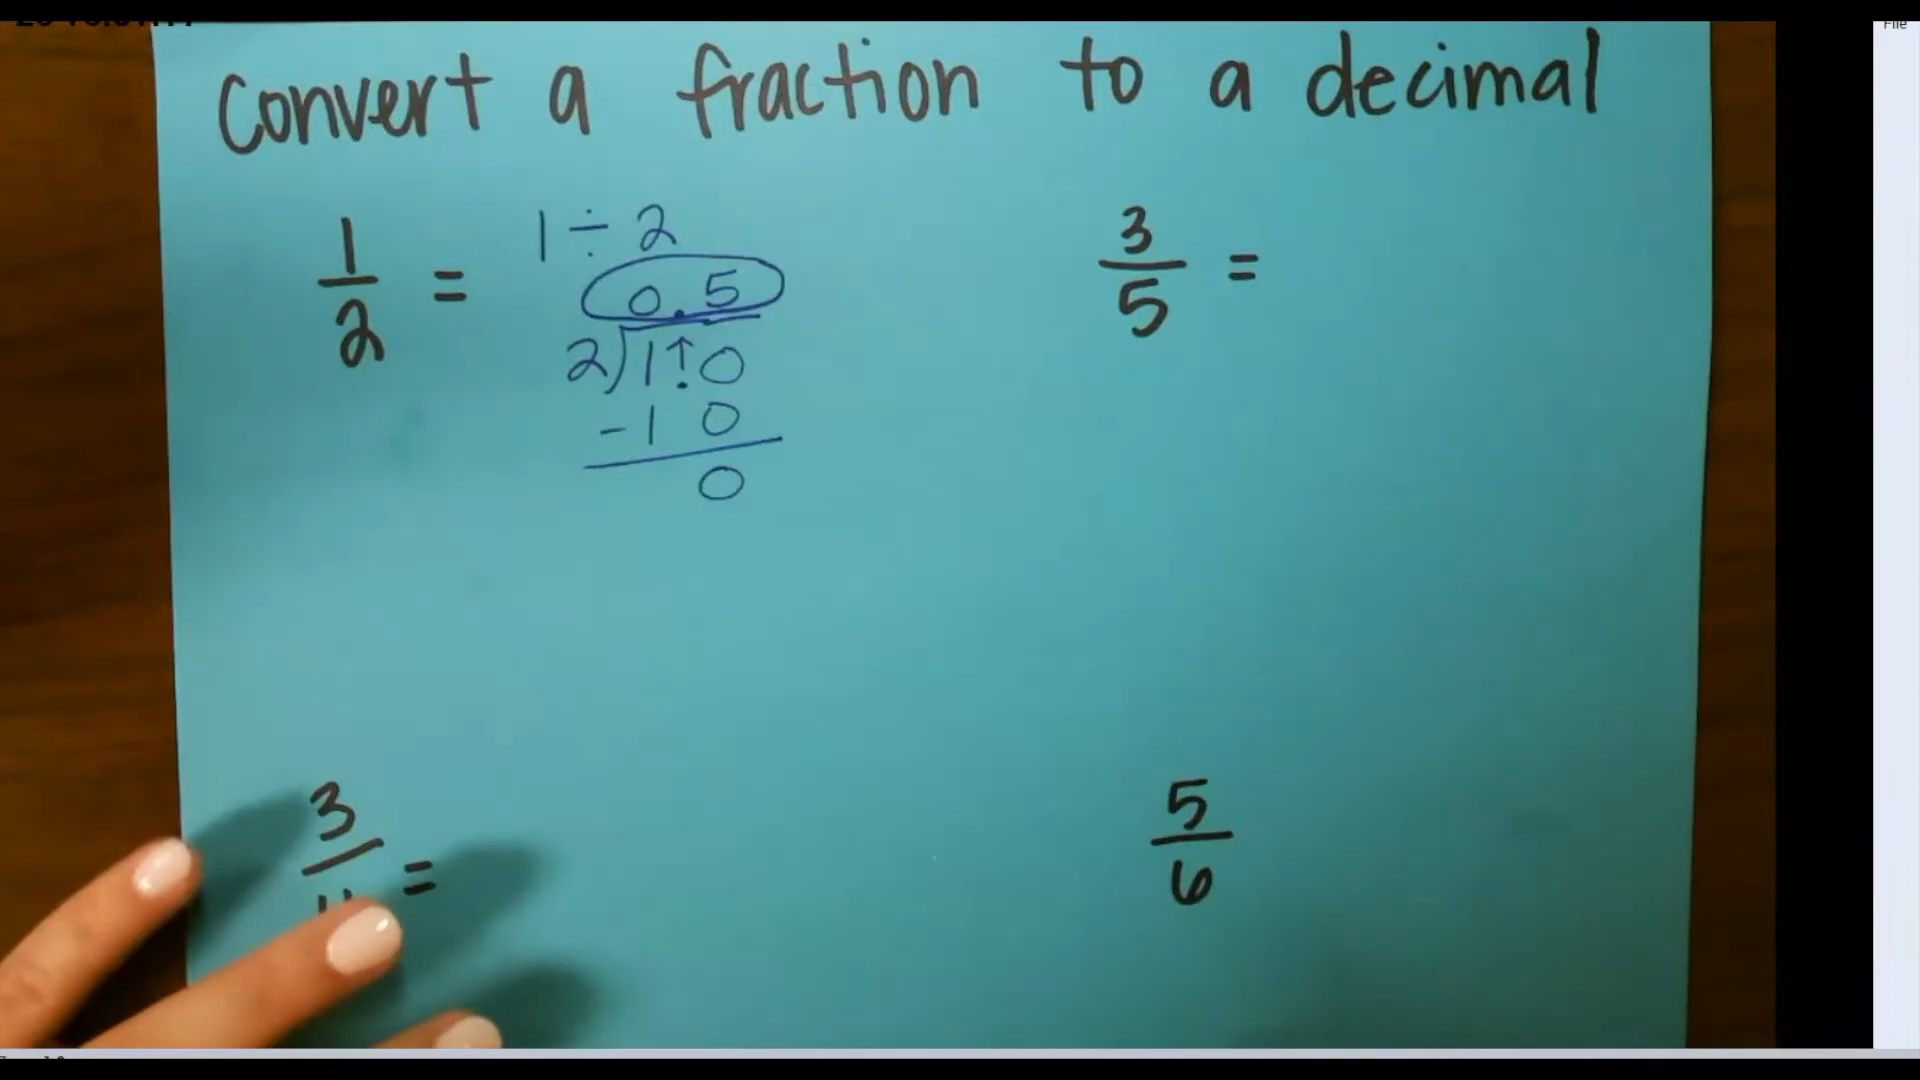 Convert a fraction to a decimal
1/2 = 1 ÷ 2
0.5
2)1.0
-1 0
0
3/5 =
3/ =
5/6
File